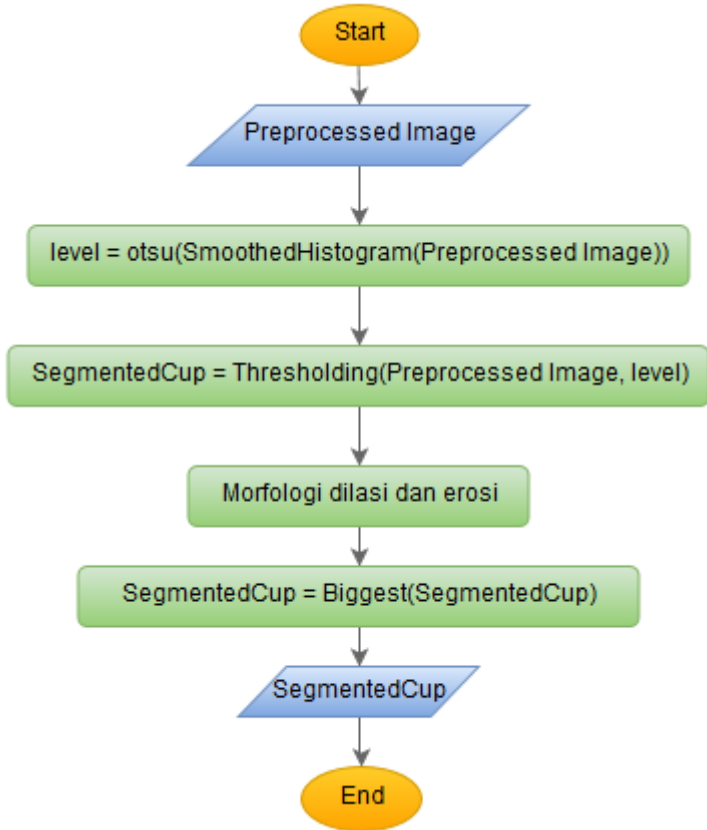 Start
Preprocessed Image
level = otsu(SmoothedHistogram(Preprocessed Image))
SegmentedCup = Thresholding(Preprocessed Image, level)
Morfologi dilasi dan erosi
SegmentedCup = Biggest(SegmentedCup)
SegmentedCup
End